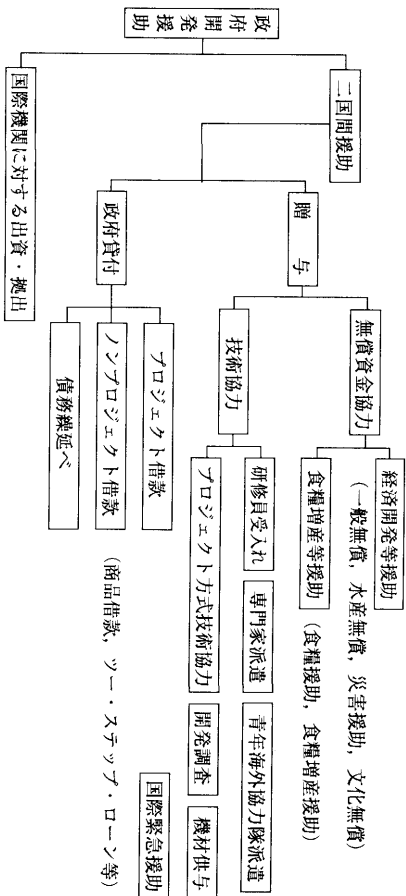 政府開発援助
二国間援助
贈与
無償資金協力
経済開発等援助
(一般無償, 水産無償, 災害援助, 文化無償)
食糧増産等援助
(食糧援助, 食糧増産援助)
技術協力
研修員受入れ
専門家派遣
青年海外協力隊派遣
プロジェクト方式技術協力
開発調査
機材供与
国際緊急援助
政府貸付
プロジェクト借款
ノンプロジェクト借款
(商品借款, ツー・ステップ・ローン等)
債務繰延べ
国際機関に対する出資・拠出